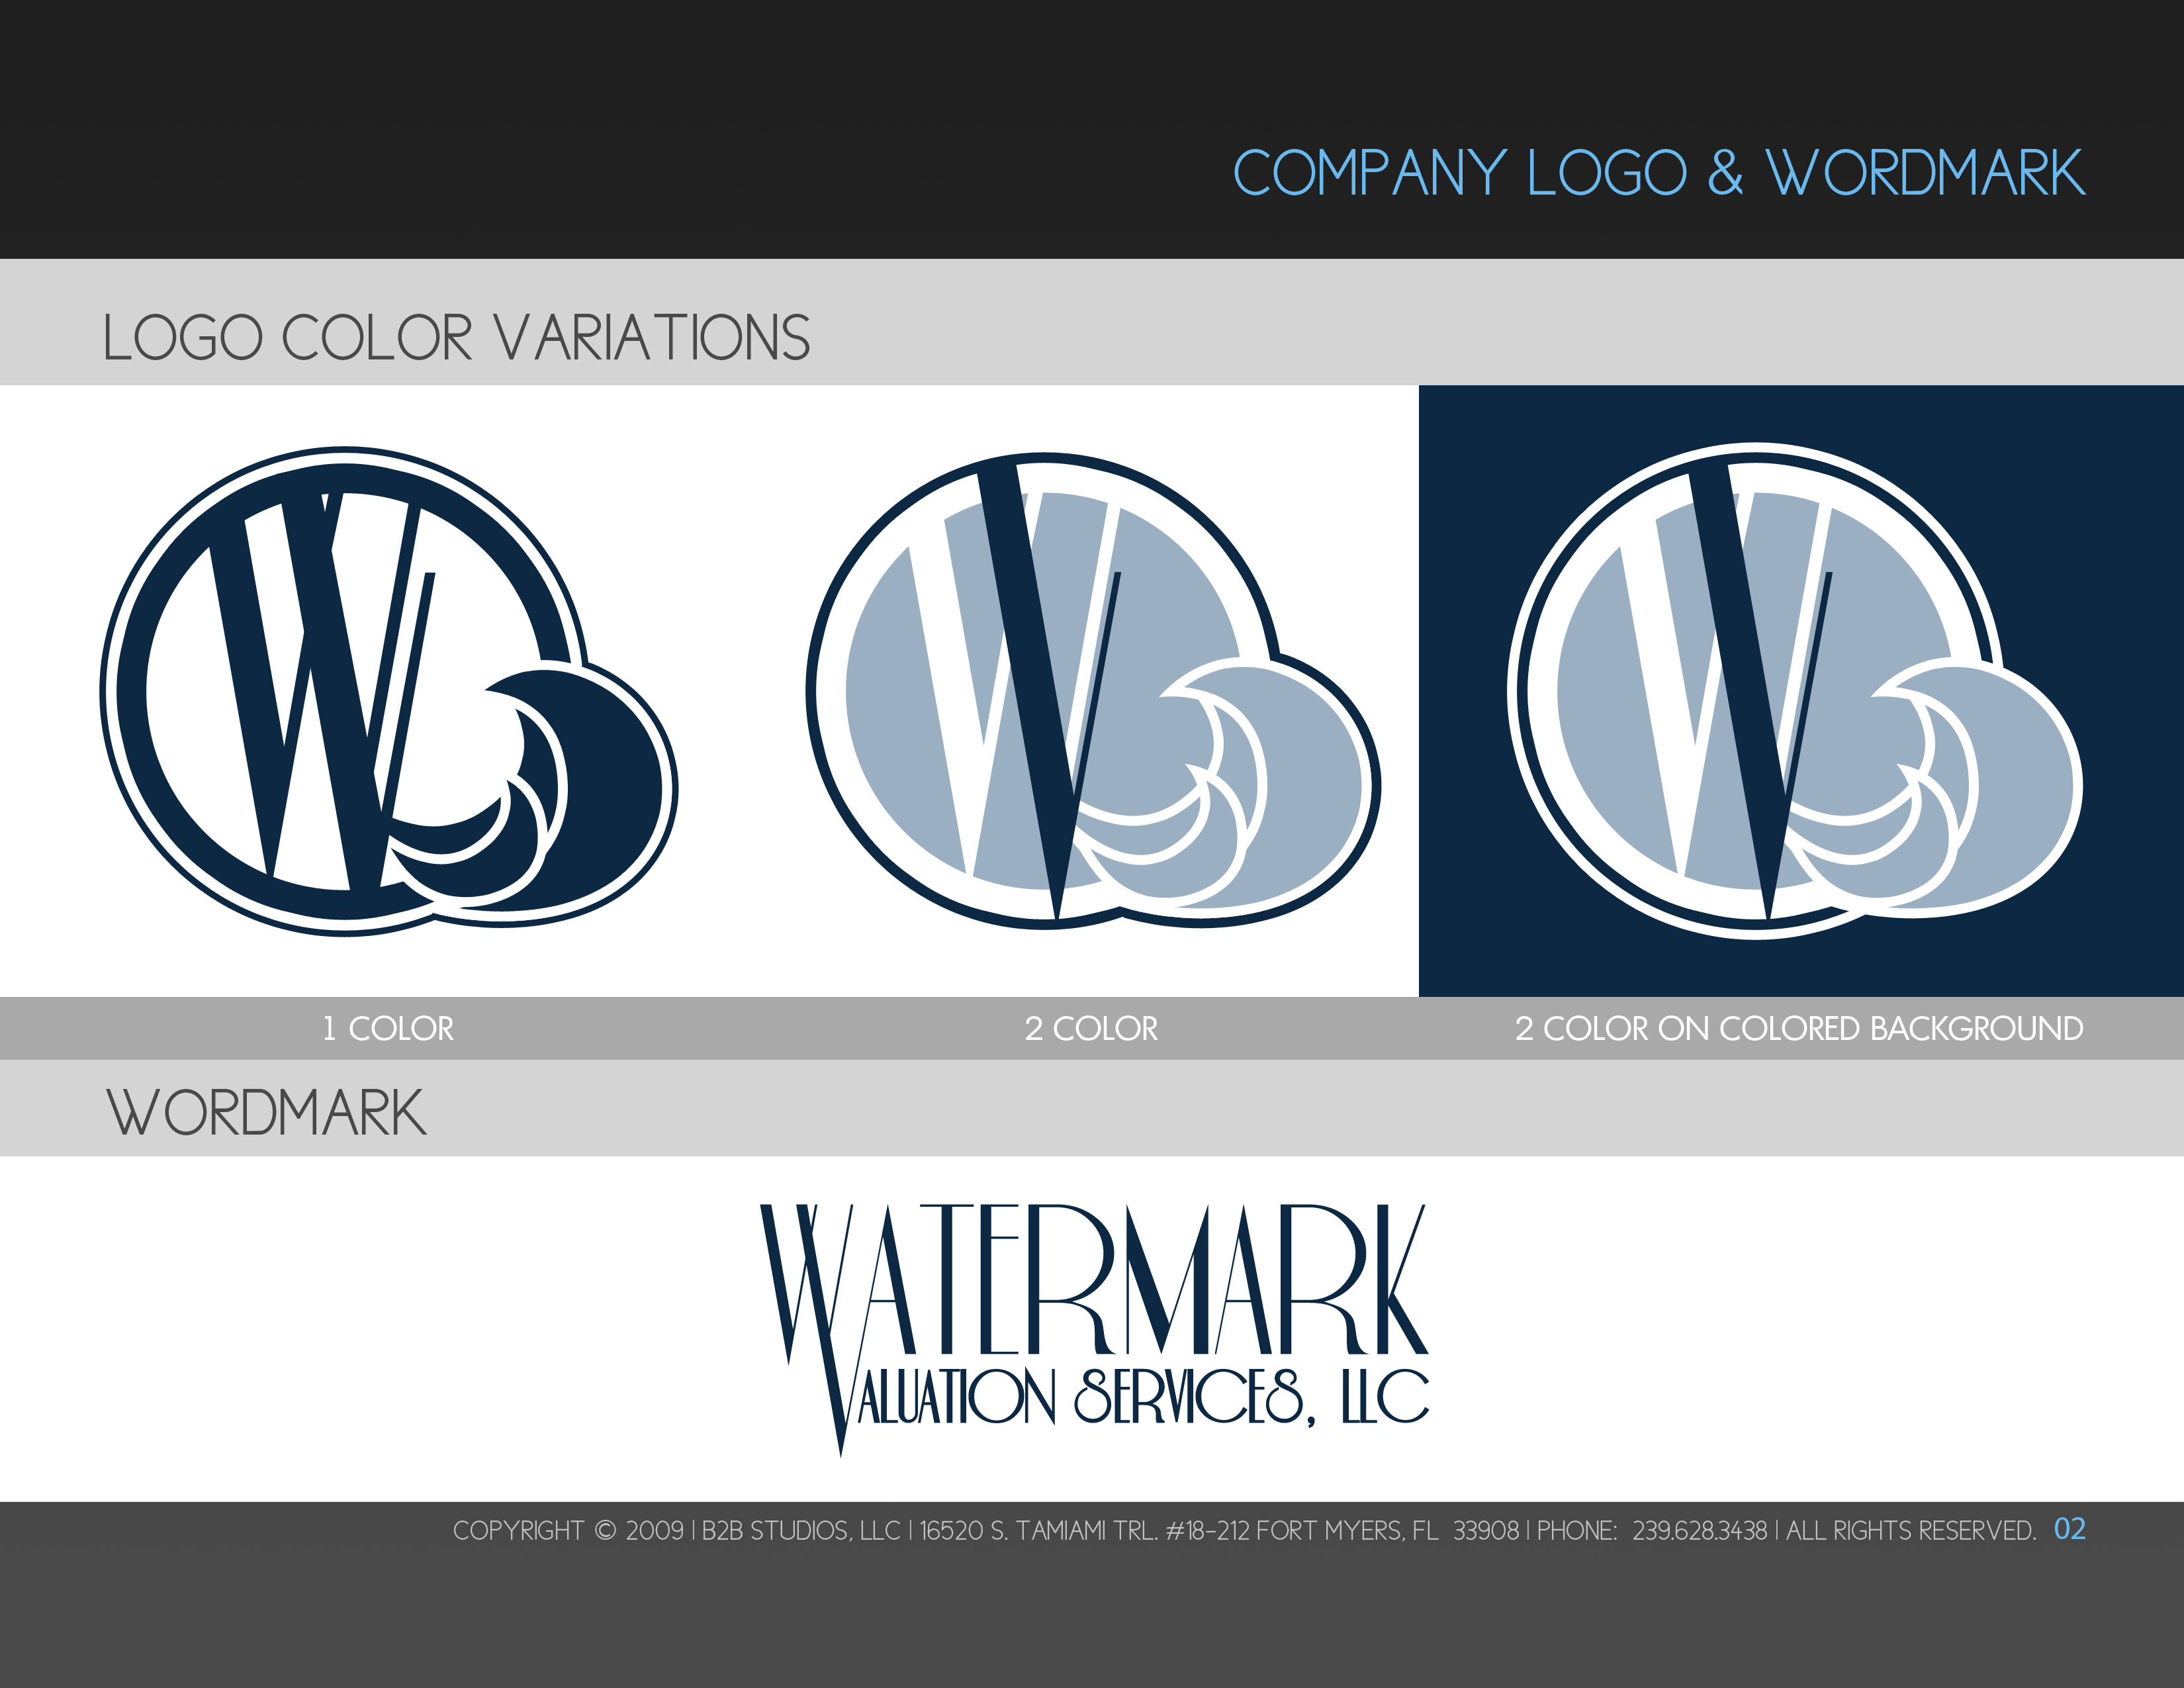 COMPANY LOGO & WORDMARK
LOGO COLOR VARIATIONS
W
W
W
1 COLOR
2 COLOR
2 COLOR ON COLORED BACKGROUND
WORDMARK
WATERMARK
VALUATION SERVICES, LLC
COPYRIGHT © 2009 | B2B STUDIOS, LLC | 16520 S. TAMIAMI TRL. #18-212 FORT MYERS, FL 33908 | PHONE: 239.628.3438 | ALL RIGHTS RESERVED. 02